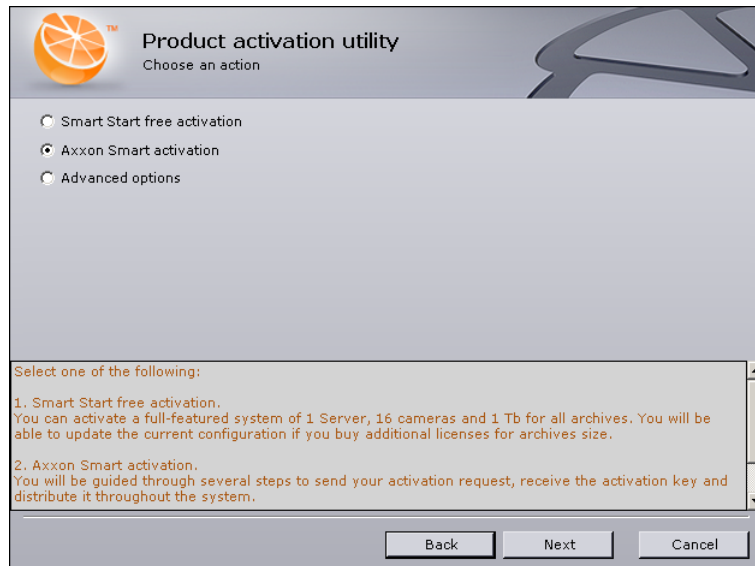 TM
Product activation utility
Choose an action
Smart Start free activation
Axxon Smart activation
Advanced options
Select one of the following:
1. Smart Start free activation.
You can activate a full-featured system of 1 Server, 16 cameras and 1 Tb for all archives. You will be
able to update the current configuration if you buy additional licenses for archives size.
2. Axxon Smart activation.
You will be guided through several steps to send your activation request, receive the activation key and
distribute it throughout the system.
Back
Next
Cancel